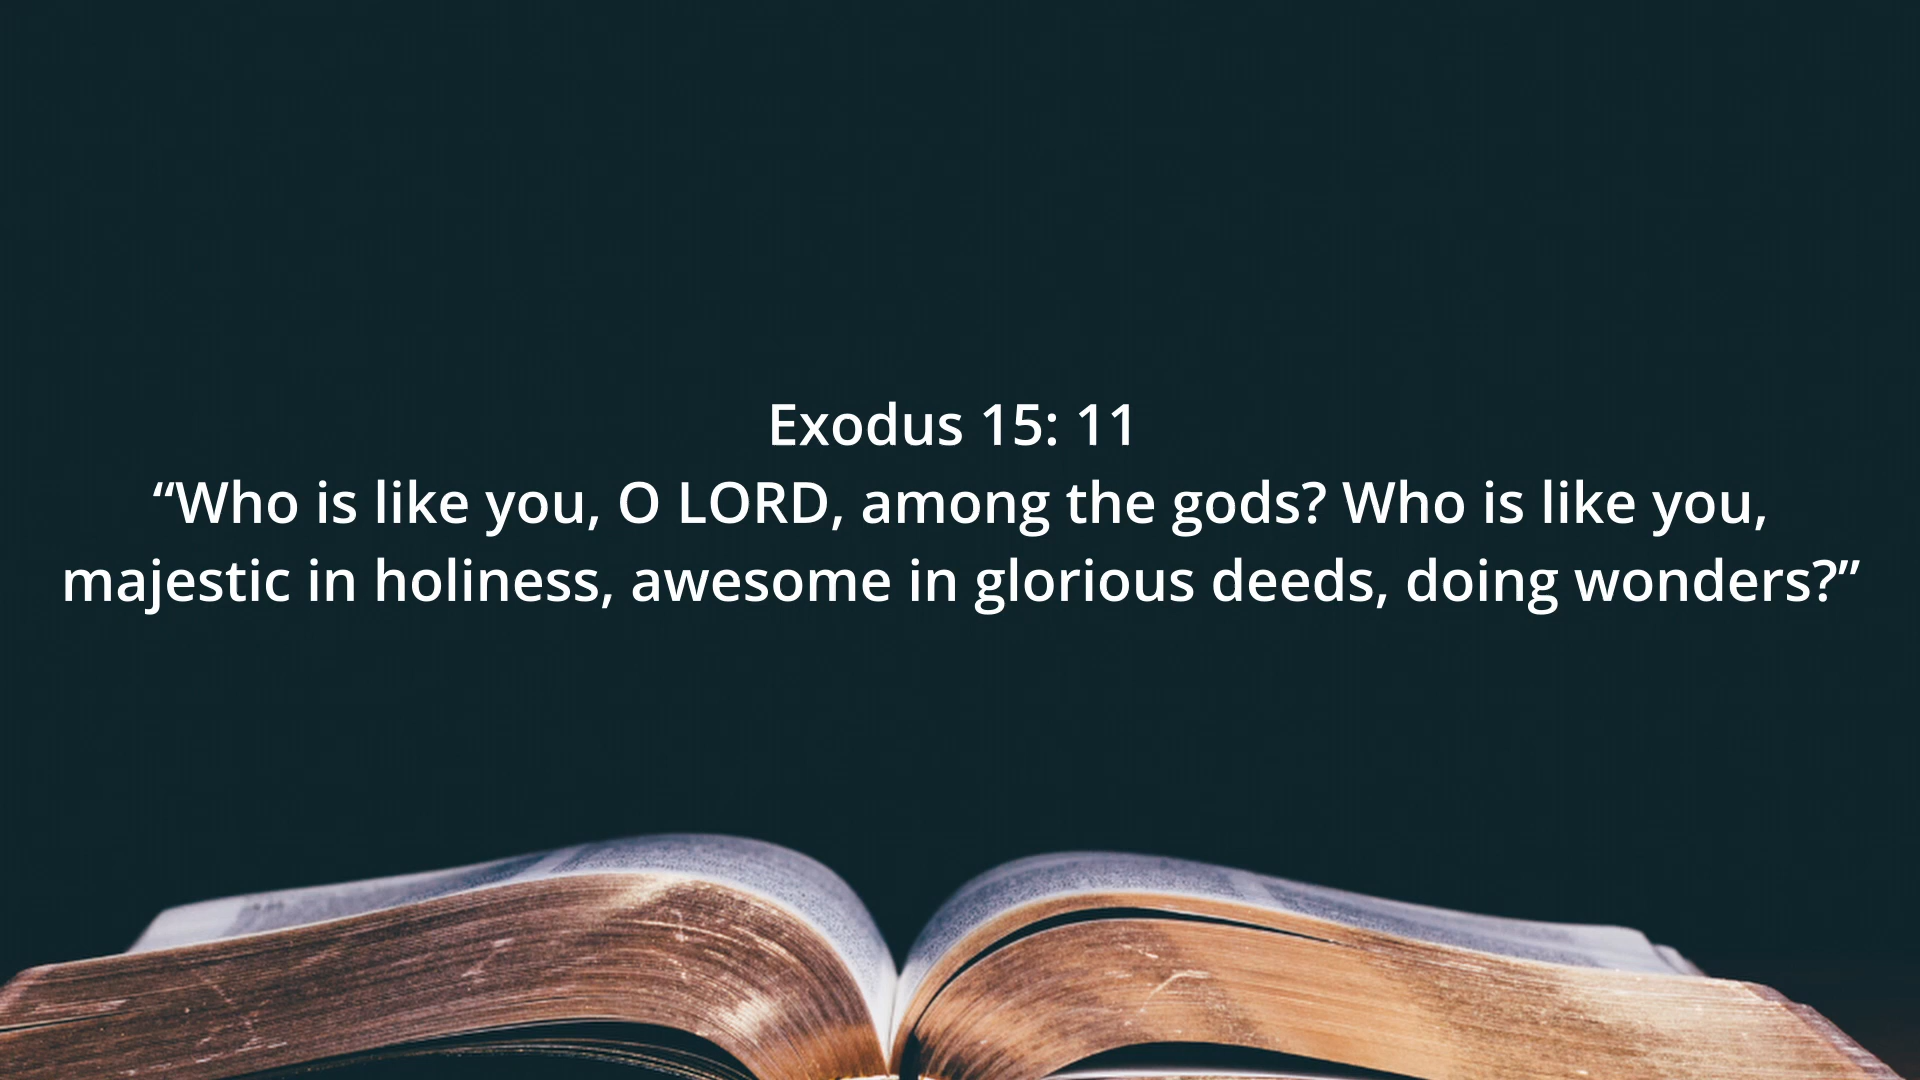 Exodus 15: 11
“Who is like you, O LORD, among the gods? Who is like you,
majestic in holiness, awesome in glorious deeds, doing wonders?”